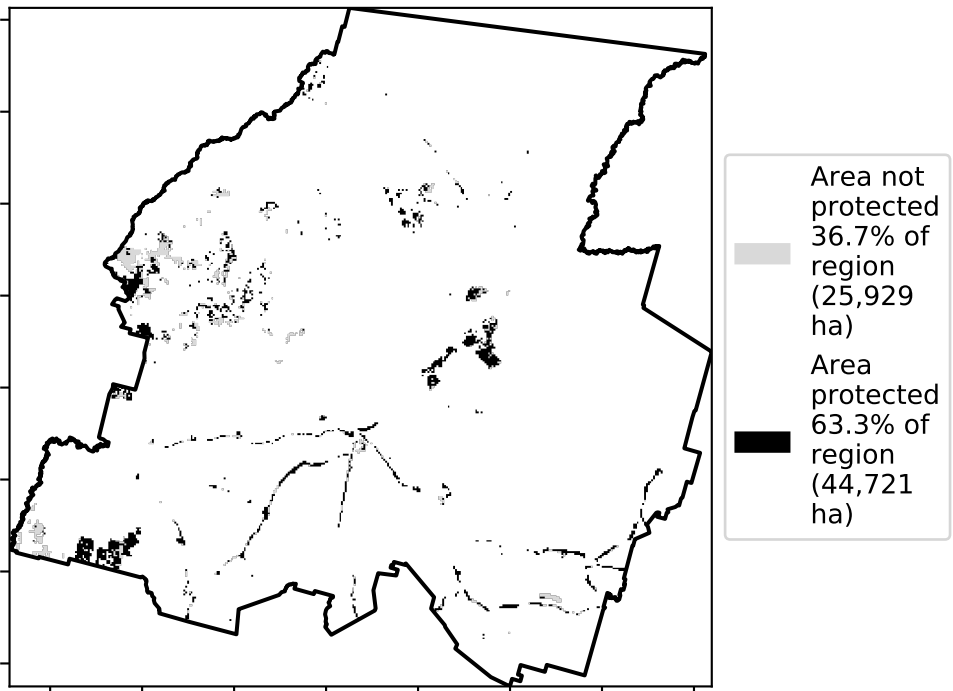 Area not
protected
36.7% of
region
(25,929
ha)
Area
protected
63.3% of
region
(44,721
ha)